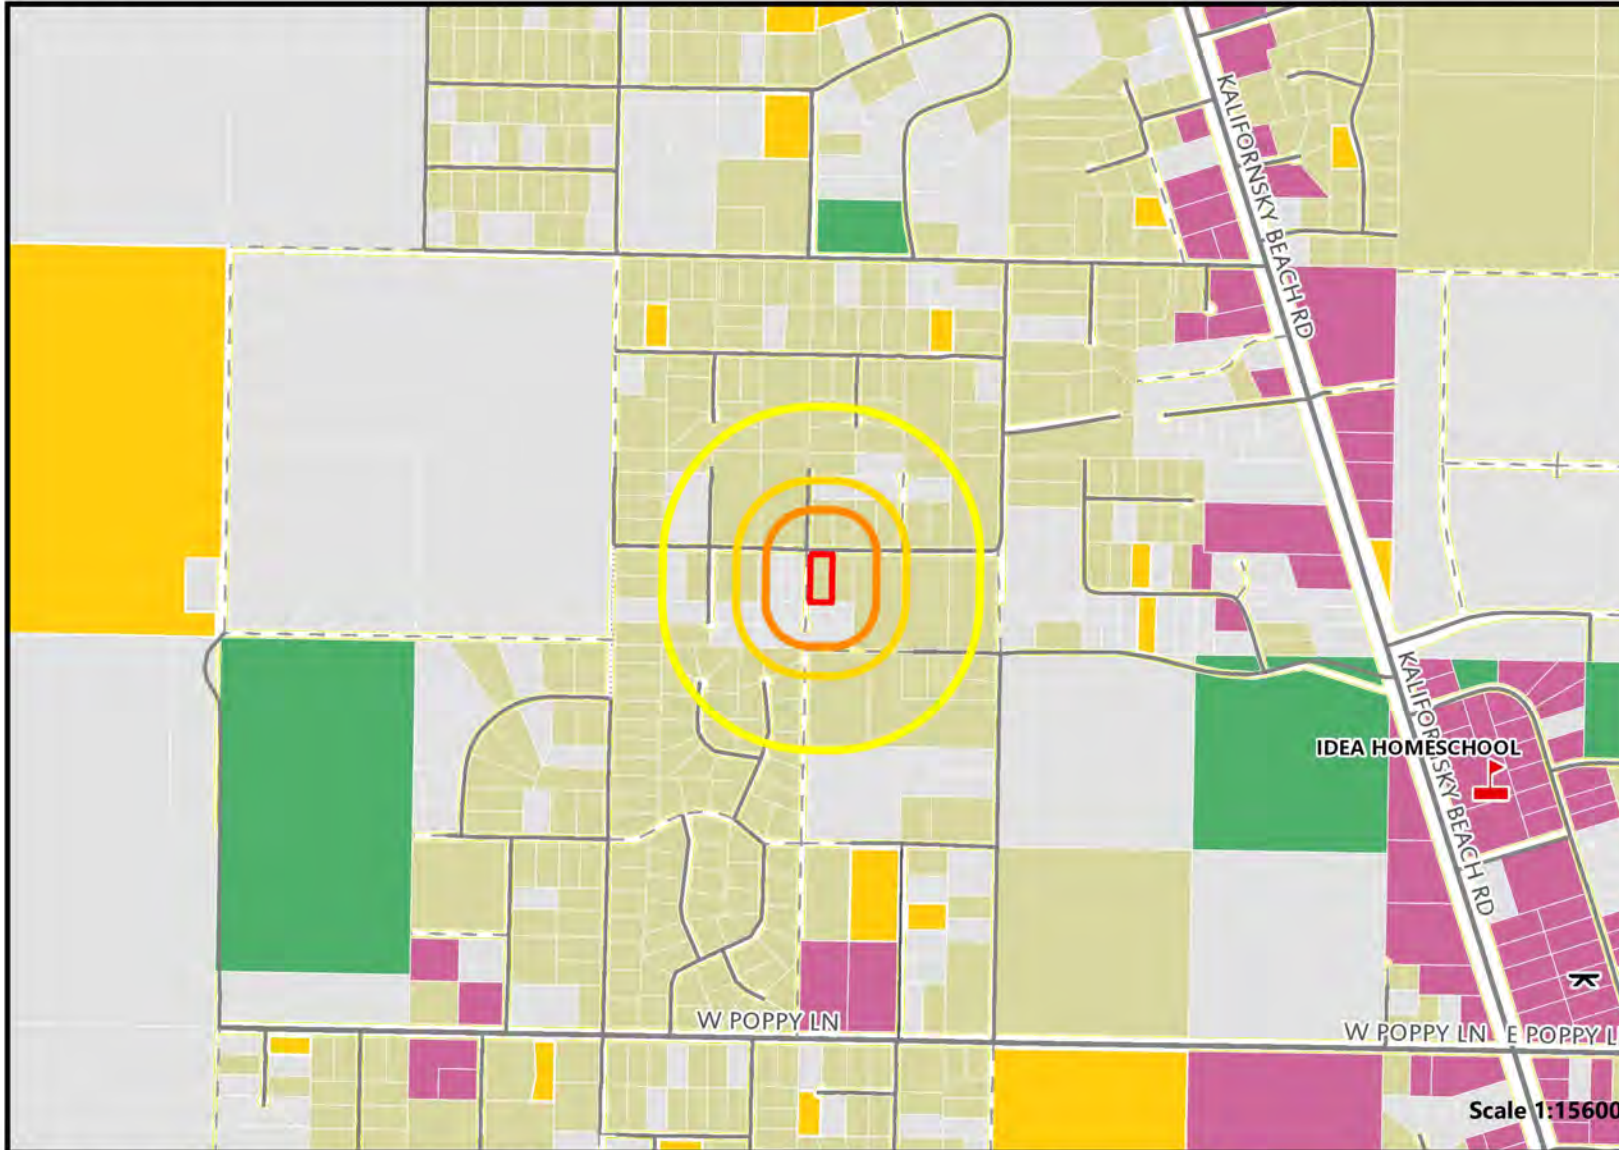 KALIFORNSKY BEACH RD
KALIFORNSKY BEACH RD
IDEA HOMESCHOOL
W POPPY LN
W POPPY LN
E POPPY L
Scale 1:15600